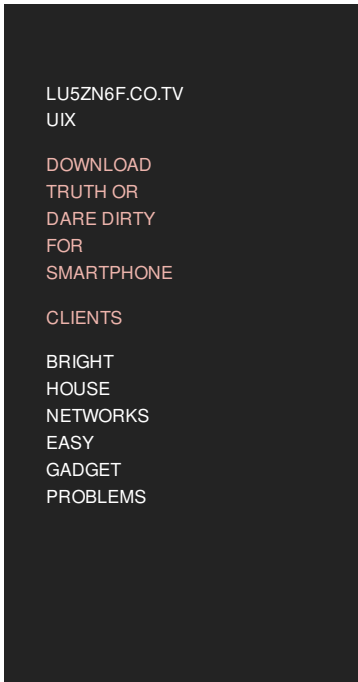 LU5ZN6F.CO.TV
UIX
DOWNLOAD
TRUTH OR
DARE DIRTY
FOR
SMARTPHONE
CLIENTS
BRIGHT
HOUSE
NETWORKS
EASY
GADGET
PROBLEMS